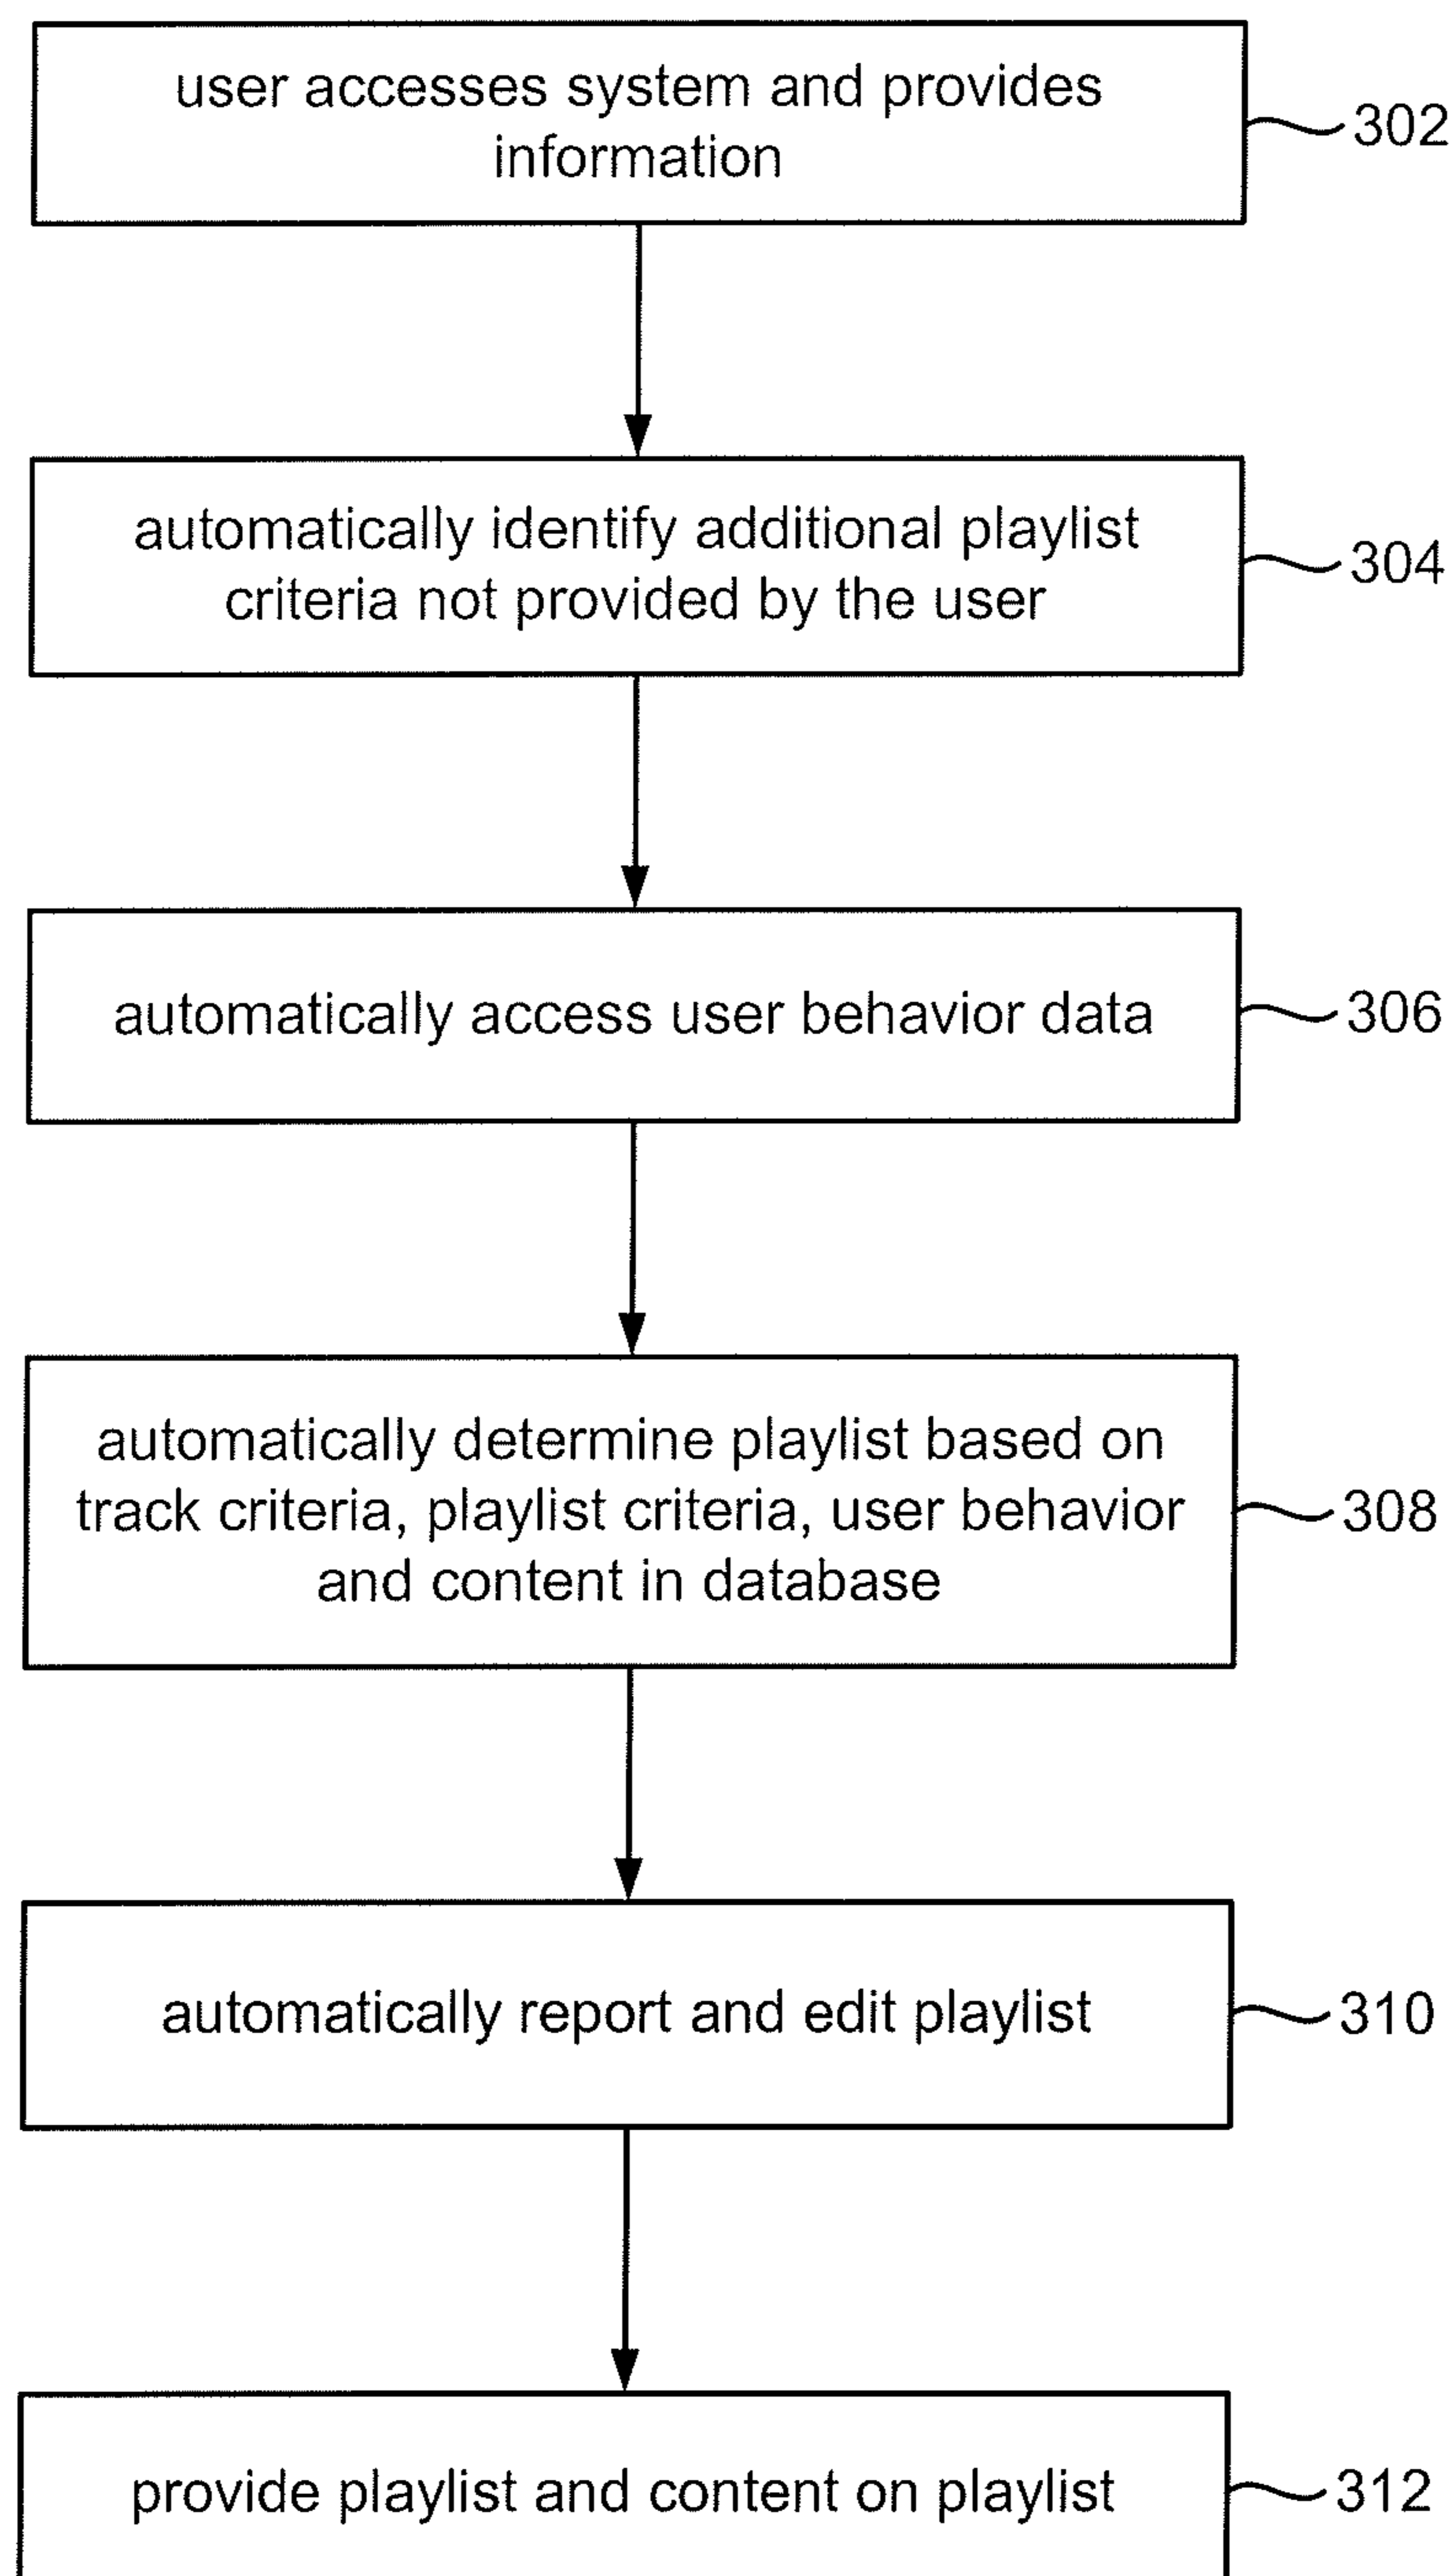 user accesses system and provides
information
302
automatically identify additional playlist
criteria not provided by the user
304
automatically access user behavior data
306
automatically determine playlist based on
track criteria, playlist criteria, user behavior
and content in database
308
automatically report and edit playlist
310
provide playlist and content on playlist
312